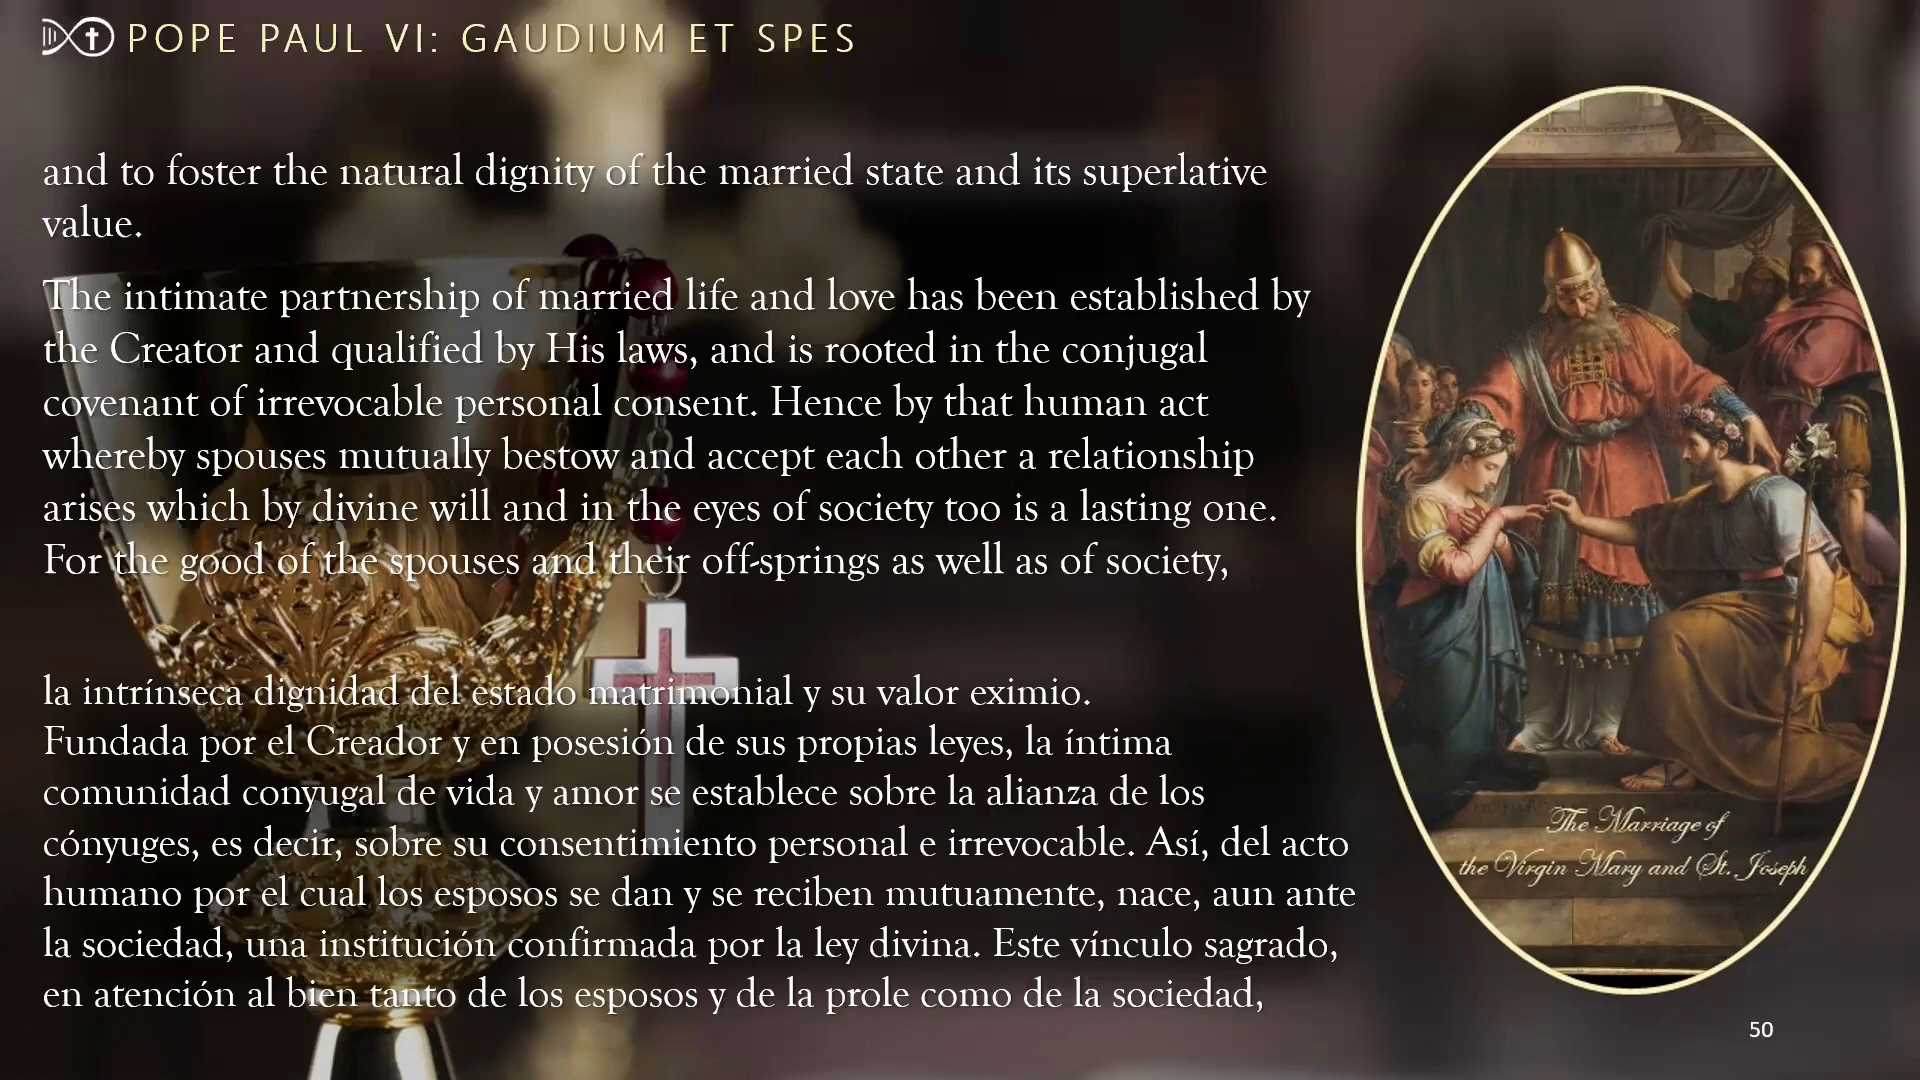 POPE PAUL VI: GAUDIUM ET SPES
and to foster the natural dignity of the married state and its superlative
value.
The intimate partnership of married life and love has been established by
the Creator and qualified by His laws, and is rooted in the conjugal
covenant of irrevocable personal consent. Hence by that human act
whereby spouses mutually bestow and accept each other a relationship
arises which by divine will and in the eyes of society too is a lasting one.
For the good of the spouses and their off-springs as well as of society,
la intrínseca dignidad del estado matrimonial y su valor eximio.
Fundada por el Creador y en posesión de sus propias leyes, la íntima
comunidad conyugal de vida y amor se establece sobre la alianza de los
cónyuges, es decir, sobre su consentimiento personal e irrevocable. Así, del acto
humano por el cual los esposos se dan y se reciben mutuamente, nace, aun ante
la sociedad, una institución confirmada por la ley divina. Este vínculo sagrado,
en atención al bien tanto de los esposos y de la prole como de la sociedad,
The Marriage of
the Virgin Mary and St. Joseph
50